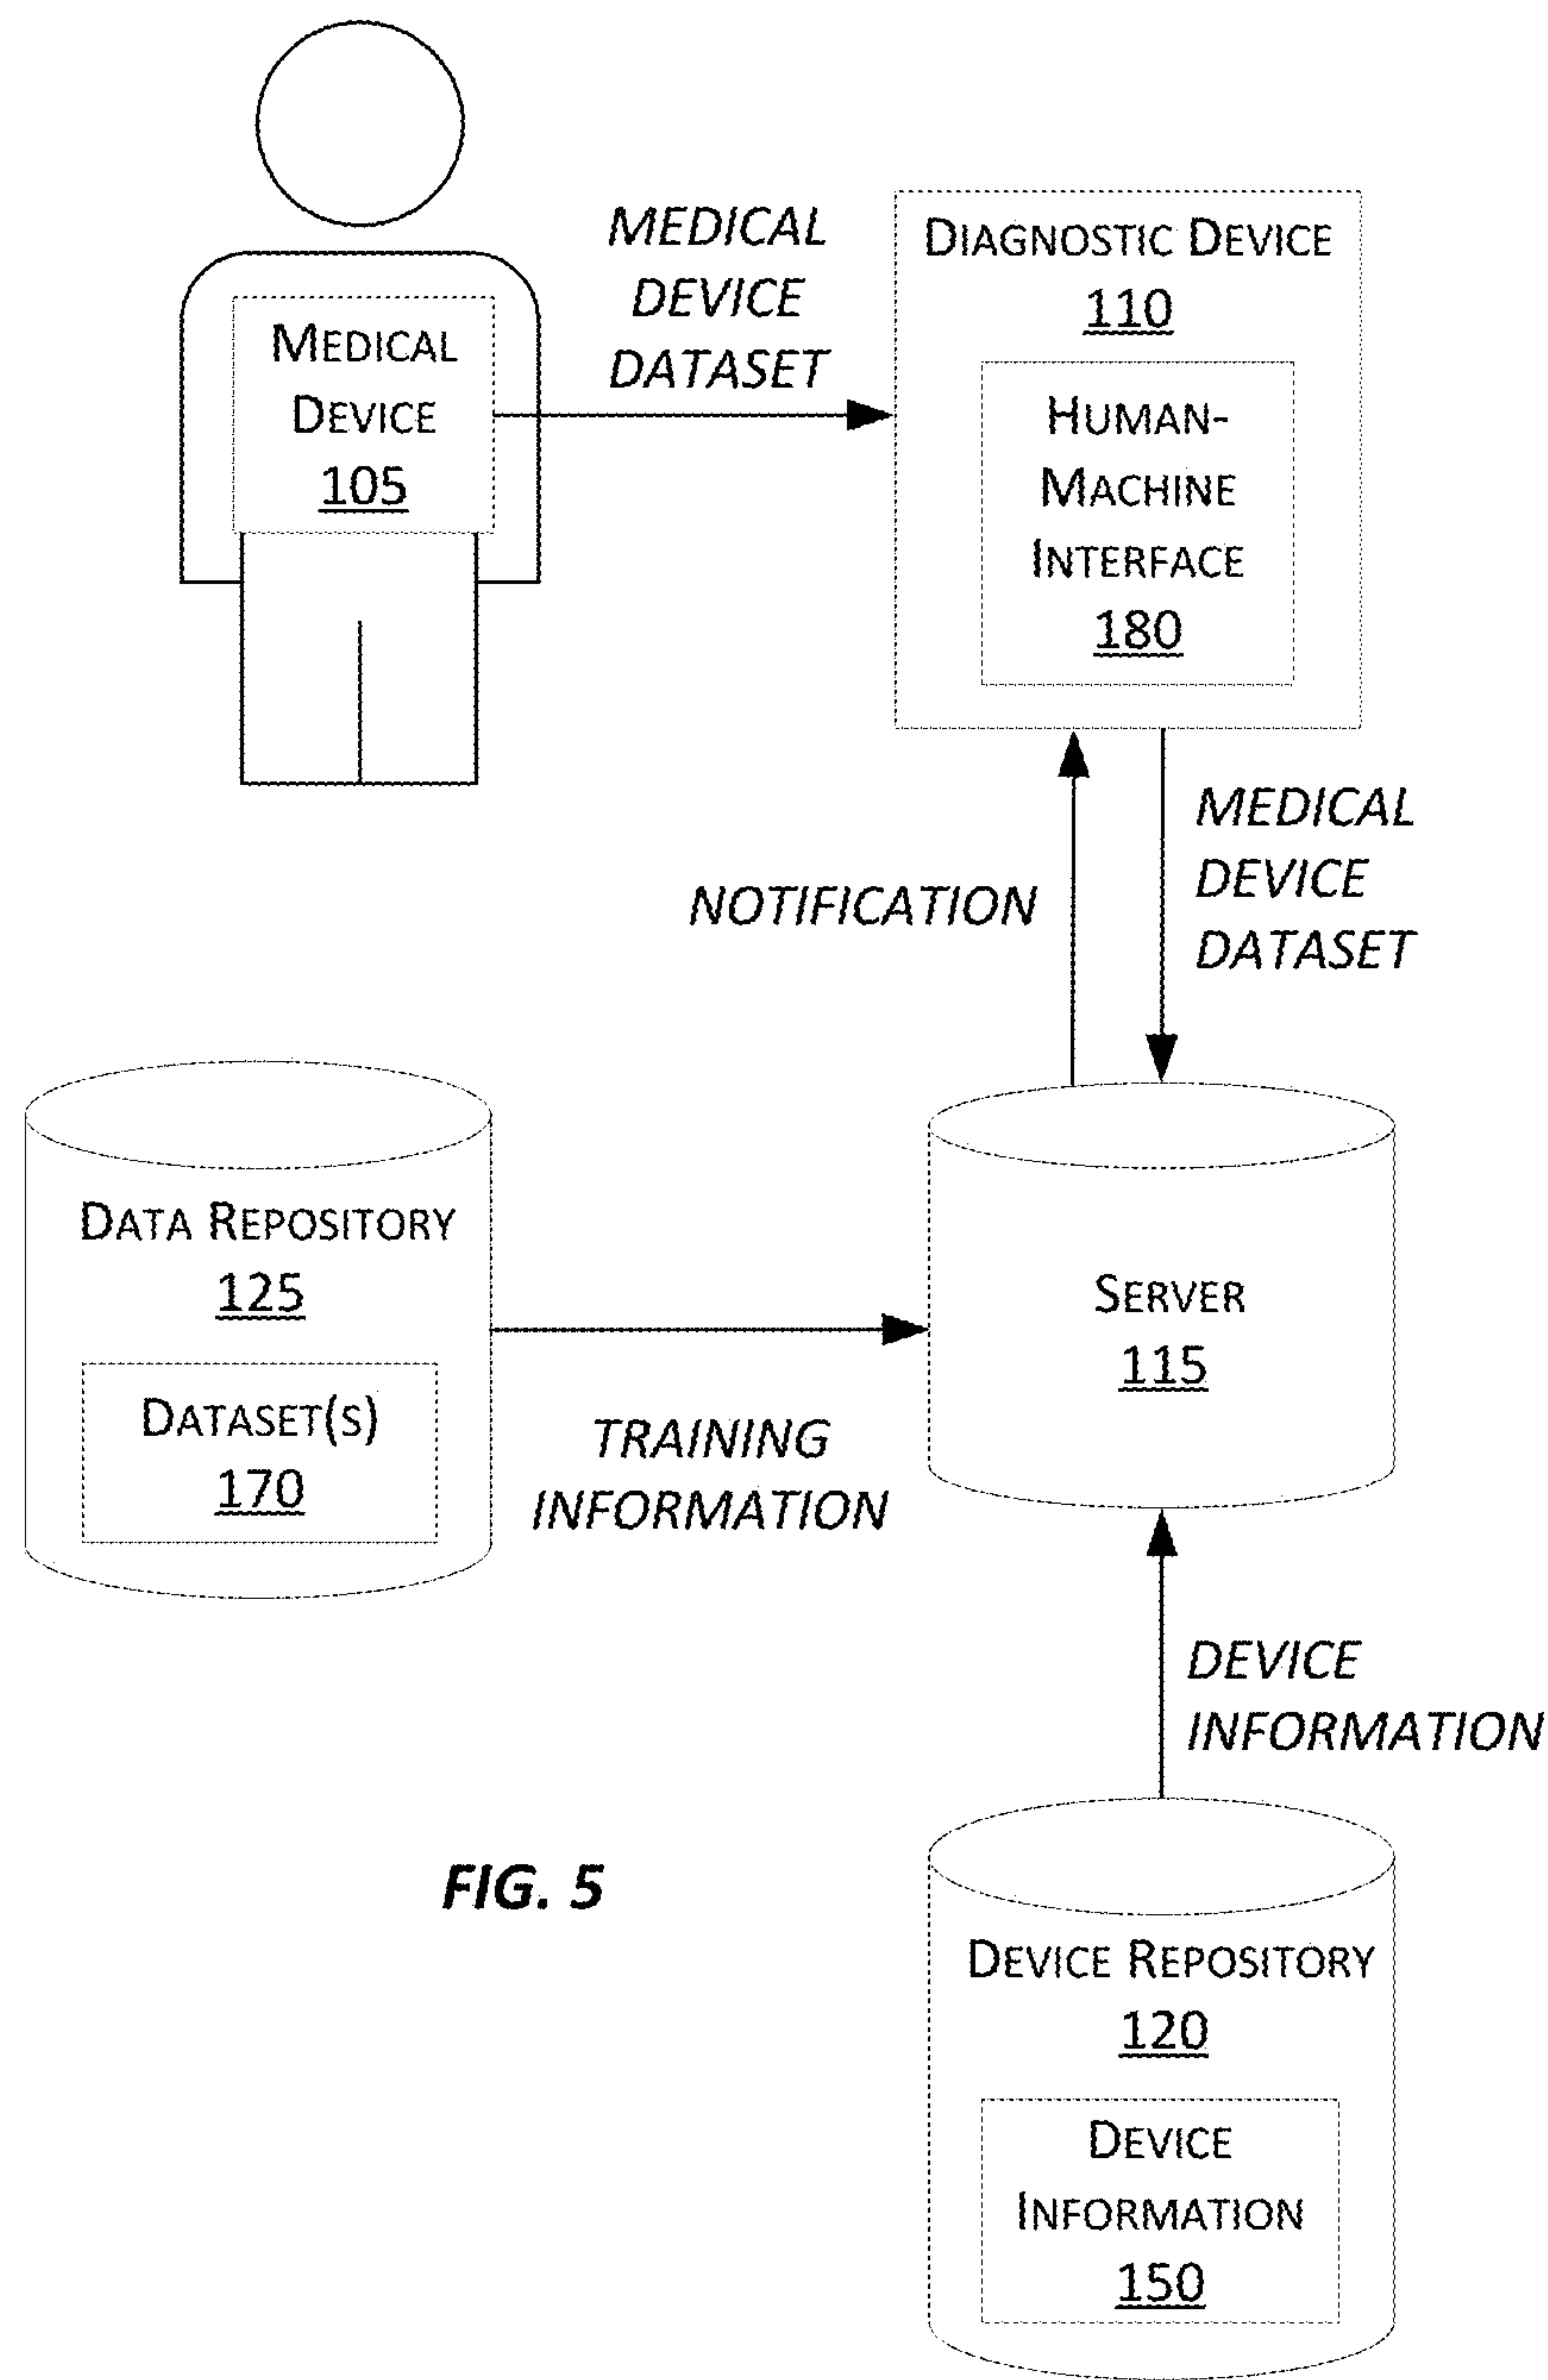 MEDICAL
DEVICE
105
MEDICAL
DEVICE
DATASET
DIAGNOSTIC DEVICE
110
HUMAN-
MACHINE
INTERFACE
180
NOTIFICATION
MEDICAL
DEVICE
DATASET
DATA REPOSITORY
125
DATASET(S)
170
TRAINING
INFORMATION
SERVER
115
DEVICE
INFORMATION
FIG. 5
DEVICE REPOSITORY
120
DEVICE
INFORMATION
150